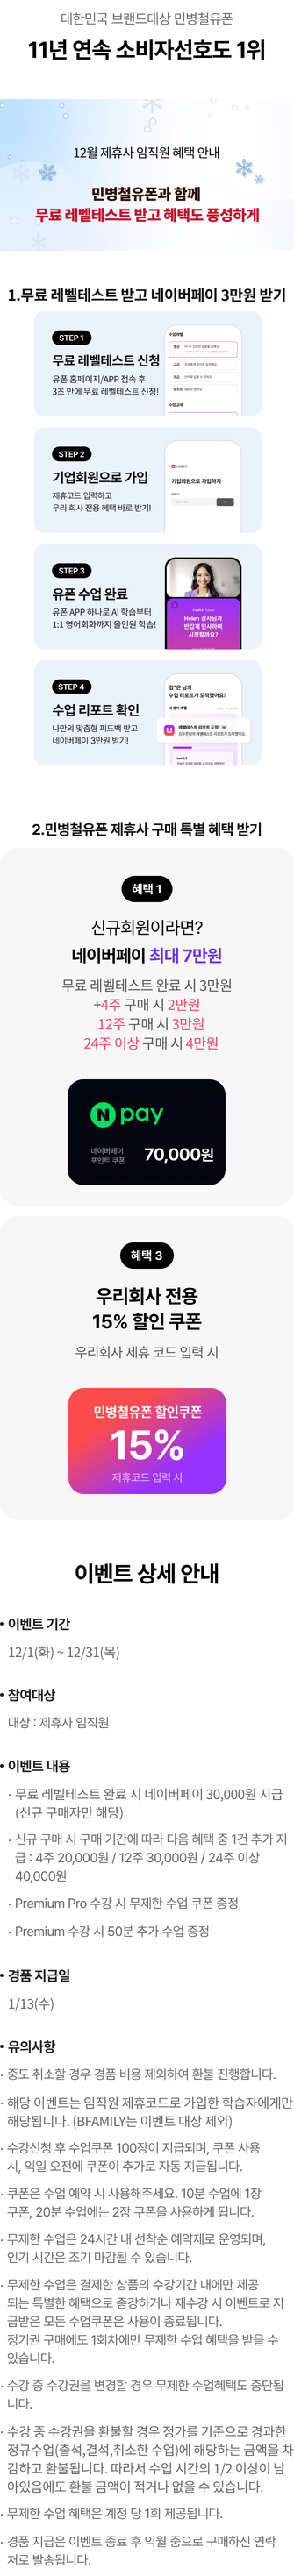 대한민국 브랜드대상 민병철유폰
11년 연속 소비자선호도 1위
12월 제휴사 임직원 혜택 안내
민병철유폰과 함께
무료 레벨테스트 받고 혜택도 풍성하게
1.무료 레벨테스트 받고 네이버페이 3만원 받기
STEP 1
무료 레벨테스트 신청
유폰 홈페이지/APP 접속 후
3초 만에 무료 레벨테스트 신청!
STEP 2
기업회원으로 가입
제휴코드 입력하고
우리 회사 전용 혜택 바로 받기!
기업회원으로 가입하기
STEP 3
유폰 수업 완료
유폰 APP 하나로 AI 학습부터
1:1 영어회화까지 올인원 학습!
Helen 강사님과
반갑게 인사하며
시작할까요?
STEP 4
수업 리포트 확인
나만의 맞춤형 피드백 받고
네이버페이 3만원 받기!
김*은 님의
수업 리포트가 도착했어요!
레벨테스트 리포트 도착!
2.민병철유폰 제휴사 구매 특별 혜택 받기
혜택 1
신규회원이라면?
네이버페이 최대 7만원
무료 레벨테스트 완료 시 3만원
+4주 구매 시 2만원
12주 구매 시 3만원
24주 이상 구매 시 4만원
N pay
네이버페이
포인트 쿠폰
70,000원
혜택 3
우리회사 전용
15% 할인 쿠폰
우리회사 제휴 코드 입력 시
민병철유폰 할인쿠폰
15%
제휴코드 입력 시
이벤트 상세 안내
• 이벤트 기간
12/1(화) ~ 12/31(목)
• 참여대상
대상 : 제휴사 임직원
• 이벤트 내용
· 무료 레벨테스트 완료 시 네이버페이 30,000원 지급
(신규 구매자만 해당)
· 신규 구매 시 구매 기간에 따라 다음 혜택 중 1건 추가 지
급 : 4주 20,000원 / 12주 30,000원 / 24주 이상
40,000원
· Premium Pro 수강 시 무제한 수업 쿠폰 증정
· Premium 수강 시 50분 추가 수업 증정
• 경품 지급일
1/13(수)
• 유의사항
· 중도 취소할 경우 경품 비용 제외하여 환불 진행합니다.
· 해당 이벤트는 임직원 제휴코드로 가입한 학습자에게만
해당됩니다. (BFAMILY는 이벤트 대상 제외)
· 수강신청 후 수업쿠폰 100장이 지급되며, 쿠폰 사용
시, 익일 오전에 쿠폰이 추가로 자동 지급됩니다.
· 쿠폰은 수업 예약 시 사용해주세요. 10분 수업에 1장
쿠폰, 20분 수업에는 2장 쿠폰을 사용하게 됩니다.
· 무제한 수업은 24시간 내 선착순 예약제로 운영되며,
인기 시간은 조기 마감될 수 있습니다.
· 무제한 수업은 결제한 상품의 수강기간 내에만 제공
되는 특별한 혜택으로 종강하거나 재수강 시 이벤트로 지
급받은 모든 수업쿠폰은 사용이 종료됩니다.
정기권 구매에도 1회차에만 무제한 수업 혜택을 받을 수
있습니다.
· 수강 중 수강권을 변경할 경우 무제한 수업혜택도 중단됩
니다.
· 수강 중 수강권을 환불할 경우 정가를 기준으로 경과한
정규수업(출석,결석,취소한 수업)에 해당하는 금액을 차
감하고 환불됩니다. 따라서 수업 시간의 1/2 이상이 남
아있음에도 환불 금액이 적거나 없을 수 있습니다.
· 무제한 수업 혜택은 계정 당 1회 제공됩니다.
· 경품 지급은 이벤트 종료 후 익월 중으로 구매하신 연락
처로 발송됩니다.